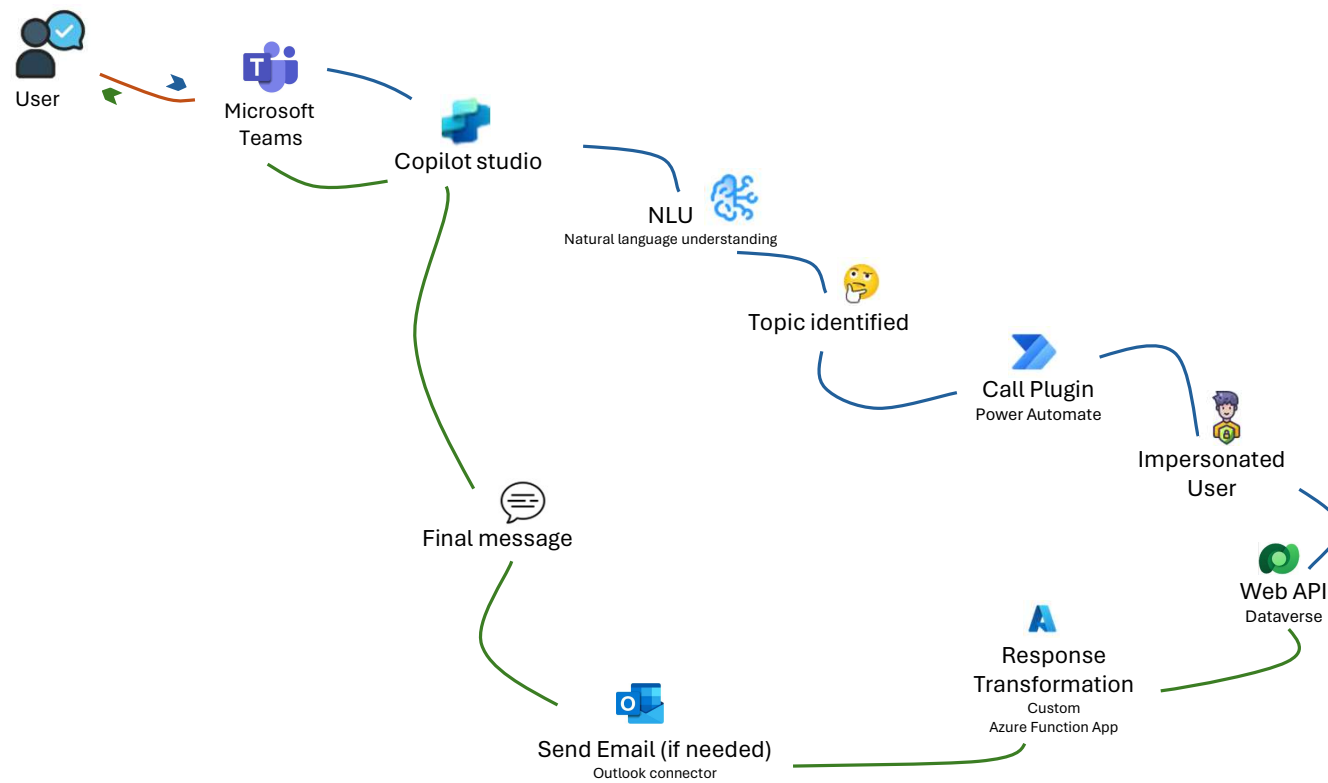 User
T
Microsoft
Teams
Copilot studio
NLU
Natural language understanding
Topic identified
Call Plugin
Power Automate
Impersonated
User
Web API
Dataverse
Response
Transformation
Custom
Azure Function App
O
Send Email (if needed)
Outlook connector
Final message